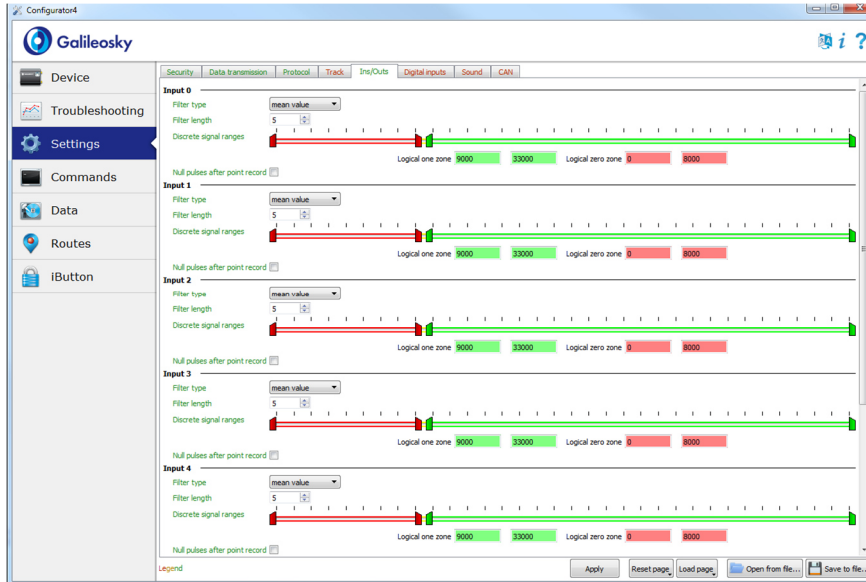 Configurator4
Galileosky
Device
Troubleshooting
Settings
Commands
Data
Routes
iButton
Security Data transmission Protocol Track Ins/Outs Digital inputs Sound CAN
Input 0
Filter type mean value
Filter length 5
Discrete signal ranges
Logical one zone 9000 33000 Logical zero zone 0 8000
Null pulses after point record
Input 1
Filter type mean value
Filter length 5
Discrete signal ranges
Logical one zone 9000 33000 Logical zero zone 0 8000
Null pulses after point record
Input 2
Filter type mean value
Filter length 5
Discrete signal ranges
Logical one zone 9000 33000 Logical zero zone 0 8000
Null pulses after point record
Input 3
Filter type mean value
Filter length 5
Discrete signal ranges
Logical one zone 9000 33000 Logical zero zone 0 8000
Null pulses after point record
Input 4
Filter type mean value
Filter length 5
Discrete signal ranges
Logical one zone 9000 33000 Logical zero zone 0 8000
Null pulses after point record
Legend Apply Reset page Load page Open from file... Save to file...